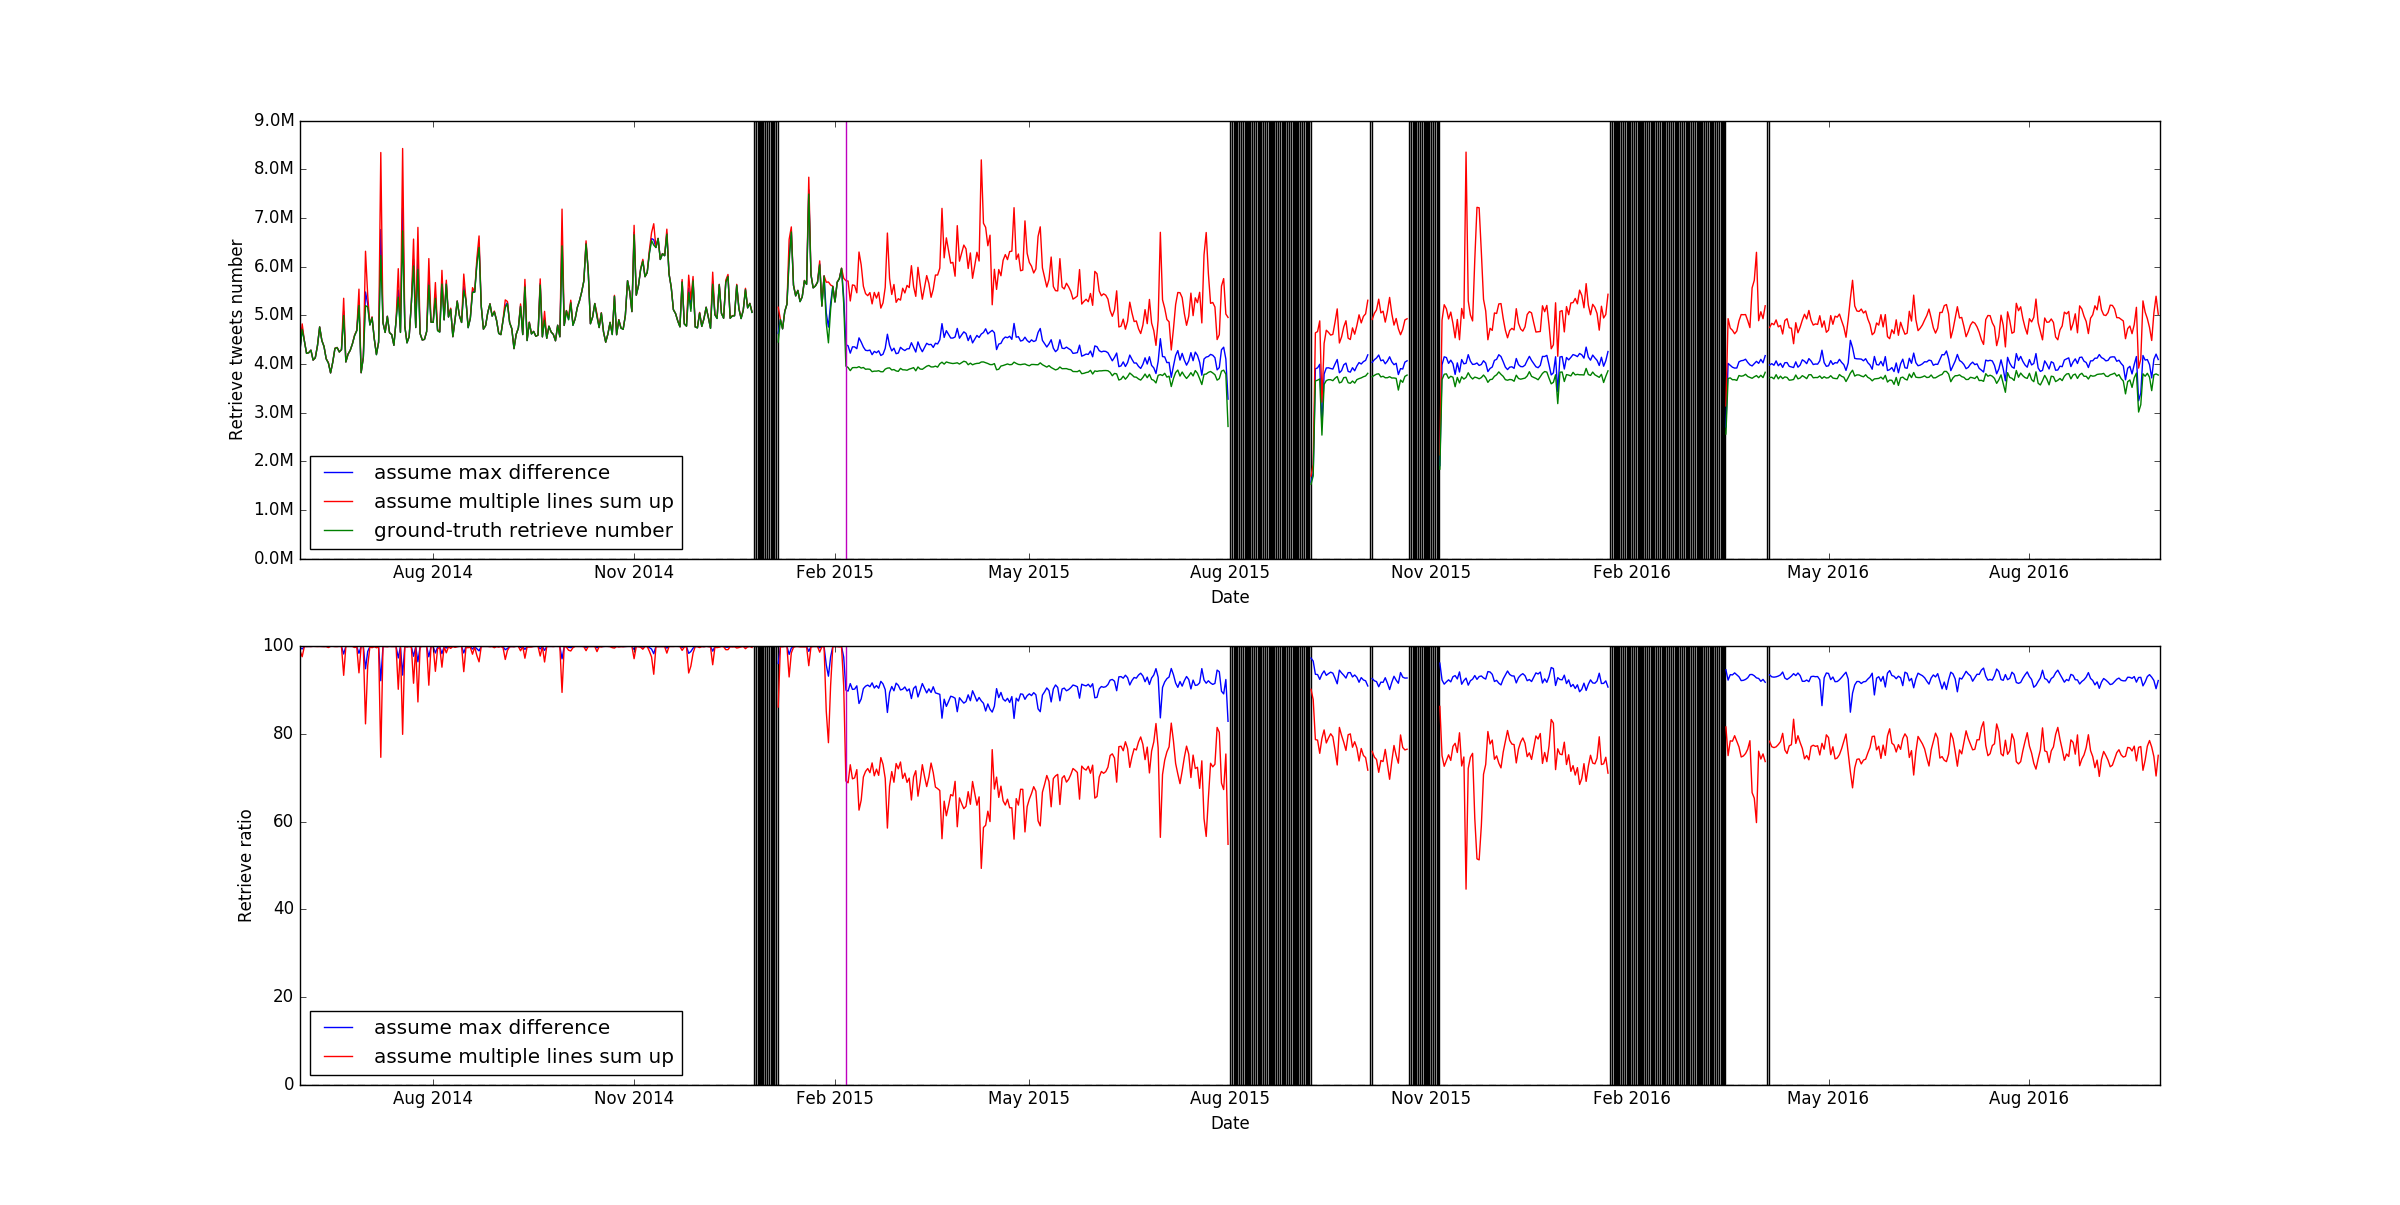 9.0M
8.0M
7.0M
6.0M
5.0M
4.0M
3.0M
2.0M
1.0M
0.0M
Retrieve tweets number
assume max difference
assume multiple lines sum up
ground-truth retrieve number
Aug 2014
Nov 2014
Feb 2015
May 2015
Aug 2015
Nov 2015
Feb 2016
May 2016
Aug 2016
Date
100
80
60
40
20
0
Retrieve ratio
assume max difference
assume multiple lines sum up
Aug 2014
Nov 2014
Feb 2015
May 2015
Aug 2015
Nov 2015
Feb 2016
May 2016
Aug 2016
Date